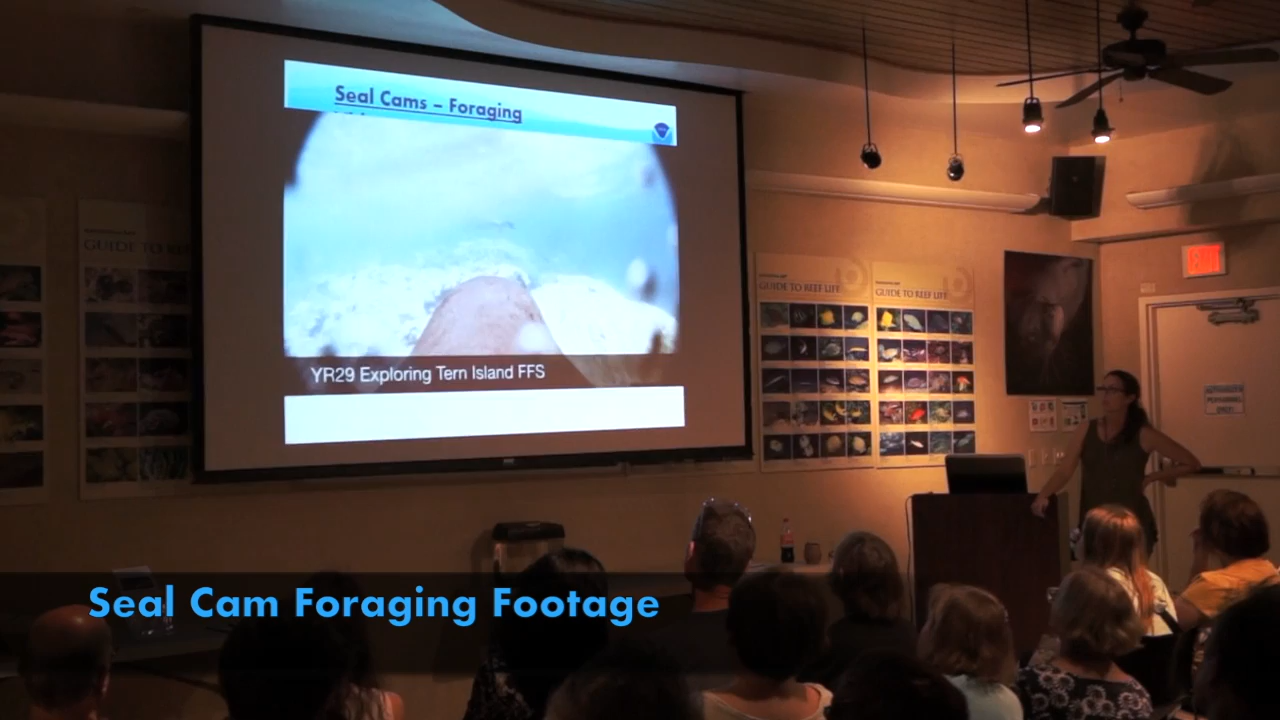 Seal Cams – Foraging
YR29 Exploring Tern Island FFS
GUIDE TO REEF LIFE
GUIDE TO REEF LIFE
GUIDE TO REEF
EXIT
Seal Cam Foraging Footage